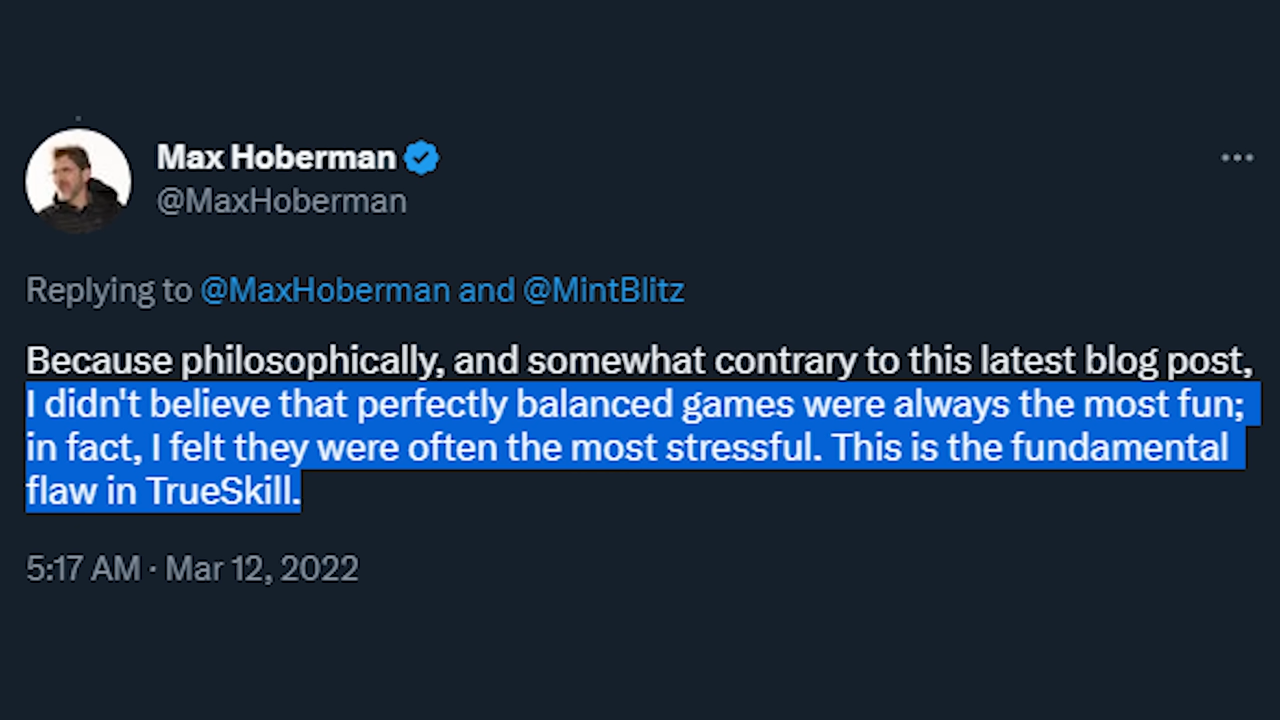 Max Hoberman
@MaxHoberman
Replying to @MaxHoberman and @MintBlitz
Because philosophically, and somewhat contrary to this latest blog post,
I didn't believe that perfectly balanced games were always the most fun;
in fact, I felt they were often the most stressful. This is the fundamental
flaw in TrueSkill.
5:17 AM · Mar 12, 2022